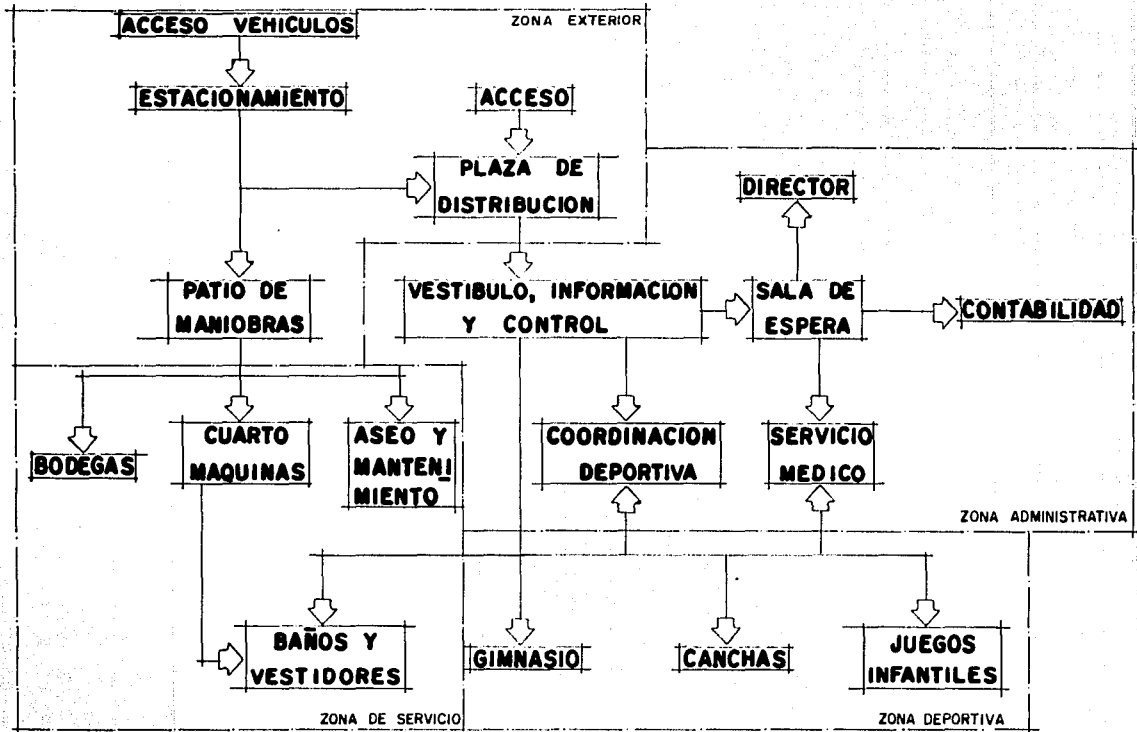 ACCESO VEHICULOS
ZONA EXTERIOR
ESTACIONAMIENTO
ACCESO
PLAZA DE
DISTRIBUCION
DIRECTOR
PATIO DE
MANIOBRAS
VESTIBULO, INFORMACION
Y CONTROL
SALA DE
ESPERA
CONTABILIDAD
BODEGAS
CUARTO
MAQUINAS
ASEO Y
MANTENI
MIENTO
COORDINACION
DEPORTIVA
SERVICIO
MEDICO
ZONA ADMINISTRATIVA
BAÑOS Y
VESTIDORES
GIMNASIO
CANCHAS
JUEGOS
INFANTILES
ZONA DE SERVICIO
ZONA DEPORTIVA